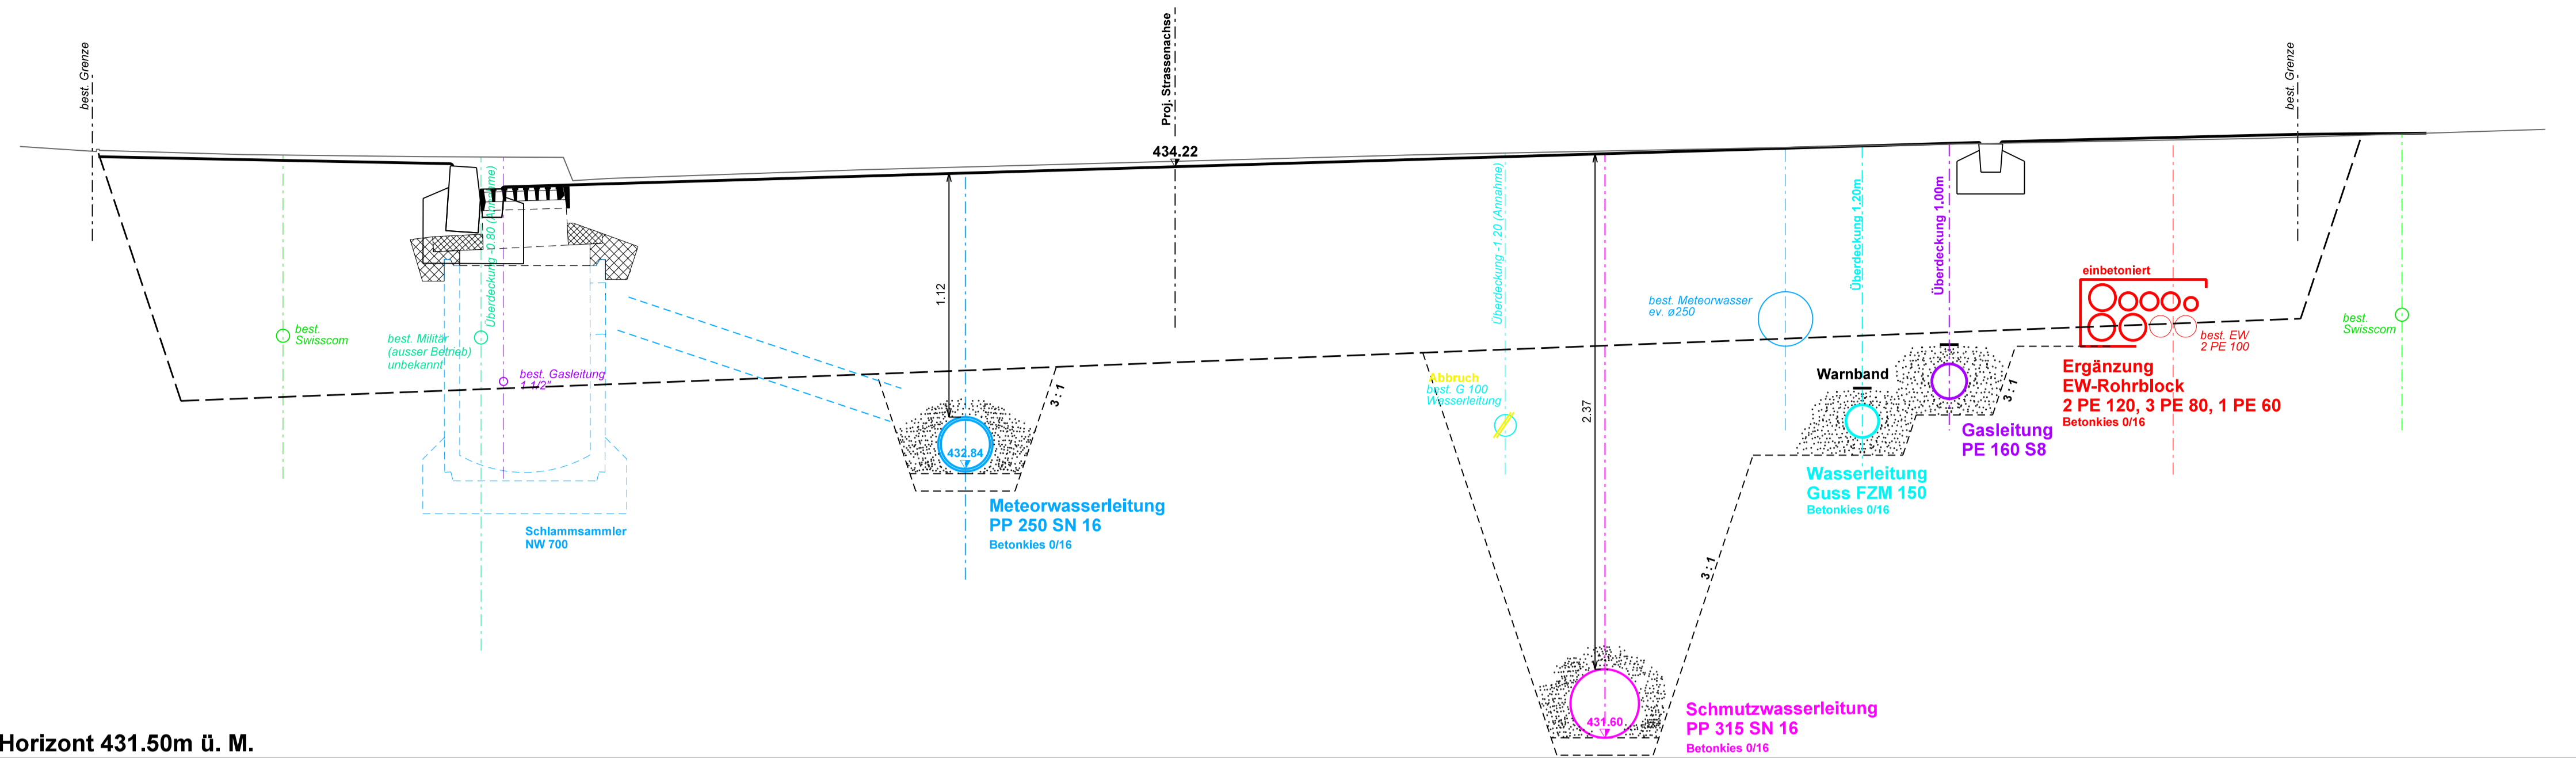 best. Grenze
Proj. Strassenachse
best. Grenze
434.22
Überdeckung -0.80 (Annahme)
Überdeckung -1.20 (Annahme)
Überdeckung 1.20m
Überdeckung 1.00m
einbetoniert
1.12
best. Meteorwasser
ev. ø250
best.
Swisscom
best. Militär
(ausser Betrieb)
unbekannt
best. Gasleitung
1 1/2"
best.
Swisscom
best. EW
2 PE 100
Ergänzung
EW-Rohrblock
2 PE 120, 3 PE 80, 1 PE 60
Betonkies 0/16
Abbruch
best. G 100
Wasserleitung
Warnband
3 : 1
3 : 1
2.37
Gasleitung
PE 160 S8
432.84
Wasserleitung
Guss FZM 150
Betonkies 0/16
Meteorwasserleitung
PP 250 SN 16
Betonkies 0/16
Schlammsammler
NW 700
3 : 1
431.60
Schmutzwasserleitung
PP 315 SN 16
Betonkies 0/16
Horizont 431.50m ü. M.